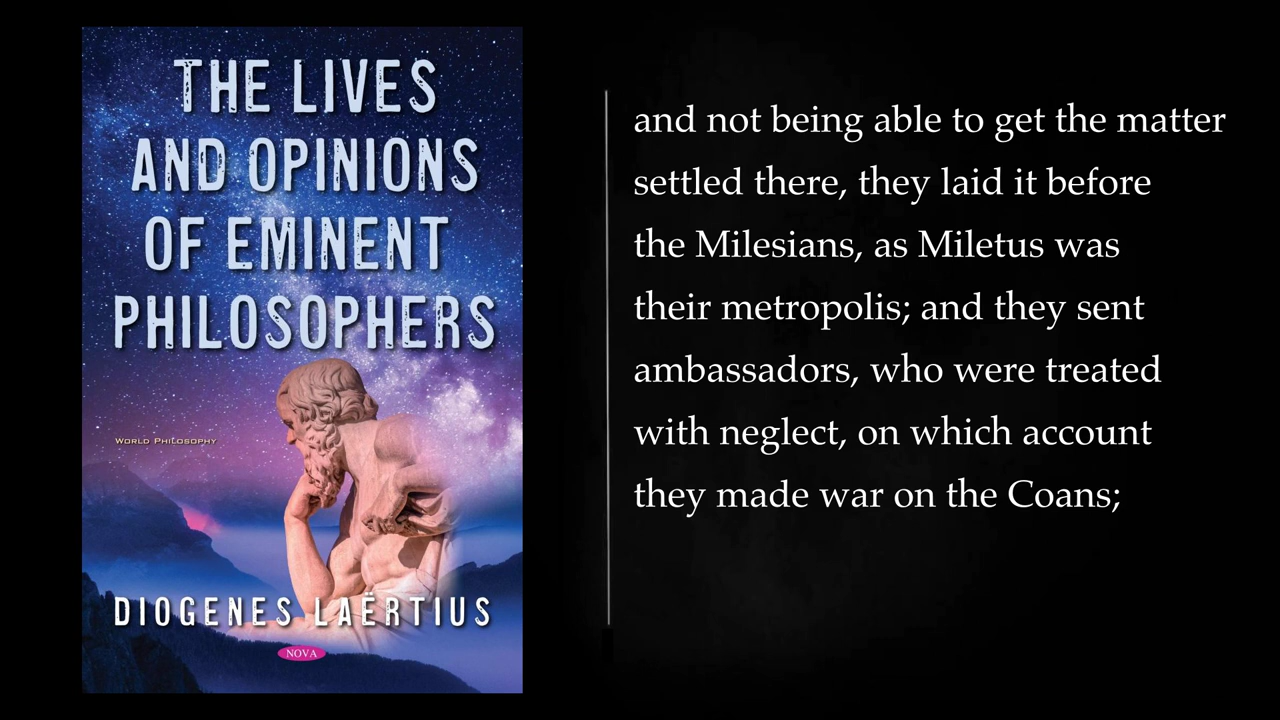 THE LIVES
AND OPINIONS
OF EMINENT
PHILOSOPHERS
WORLD PHILOSOPHY
DIOGENES LAËRTIUS
NOVA
and not being able to get the matter
settled there, they laid it before
the Milesians, as Miletus was
their metropolis; and they sent
ambassadors, who were treated
with neglect, on which account
they made war on the Coans;